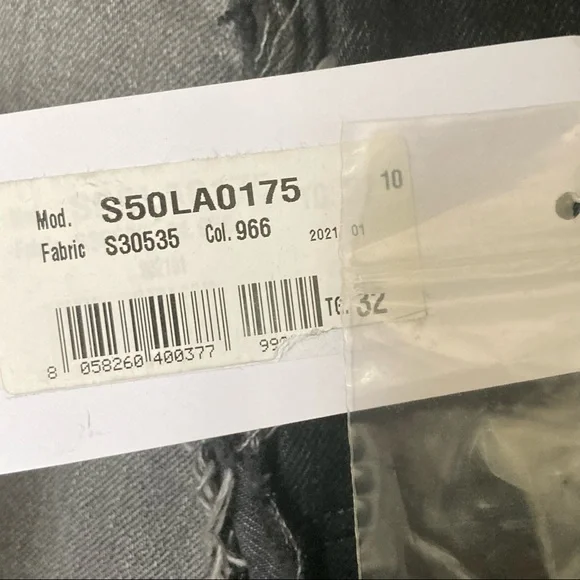 10
Mod. S50LA0175
Fabric S30535 Col. 966 2021 01
TG. 32
8 058260 400377